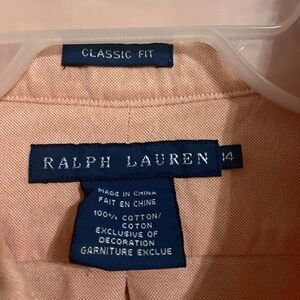 CLASSIC FIT
RALPH LAUREN 14
MADE IN CHINA
FAIT EN CHINE
100% COTTON/
COTON
EXCLUSIVE OF
DECORATION
GARNITURE EXCLUE